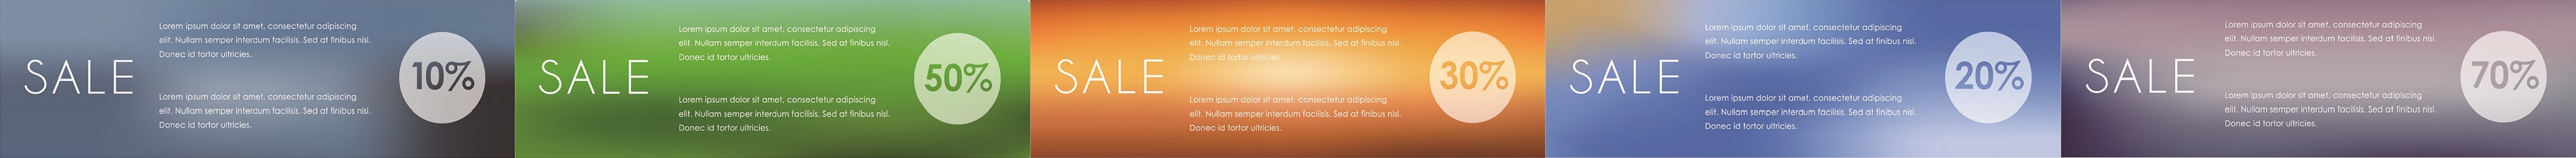 SALE
Lorem ipsum dolor sit amet, consectetur adipiscing
elit. Nullam semper interdum facilisis. Sed at finibus nisl.
Donec id tortor ultricies.
Lorem ipsum dolor sit amet, consectetur adipiscing
elit. Nullam semper interdum facilisis. Sed at finibus nisl.
Donec id tortor ultricies.
10%
SALE
Lorem ipsum dolor sit amet, consectetur adipiscing
elit. Nullam semper interdum facilisis. Sed at finibus nisl.
Donec id tortor ultricies.
Lorem ipsum dolor sit amet, consectetur adipiscing
elit. Nullam semper interdum facilisis. Sed at finibus nisl.
Donec id tortor ultricies.
50%
SALE
Lorem ipsum dolor sit amet, consectetur adipiscing
elit. Nullam semper interdum facilisis. Sed at finibus nisl.
Donec id tortor ultricies.
Lorem ipsum dolor sit amet, consectetur adipiscing
elit. Nullam semper interdum facilisis. Sed at finibus nisl.
Donec id tortor ultricies.
30%
SALE
Lorem ipsum dolor sit amet, consectetur adipiscing
elit. Nullam semper interdum facilisis. Sed at finibus nisl.
Donec id tortor ultricies.
Lorem ipsum dolor sit amet, consectetur adipiscing
elit. Nullam semper interdum facilisis. Sed at finibus nisl.
Donec id tortor ultricies.
20%
SALE
Lorem ipsum dolor sit amet, consectetur adipiscing
elit. Nullam semper interdum facilisis. Sed at finibus nisl.
Donec id tortor ultricies.
Lorem ipsum dolor sit amet, consectetur adipiscing
elit. Nullam semper interdum facilisis. Sed at finibus nisl.
Donec id tortor ultricies.
70%